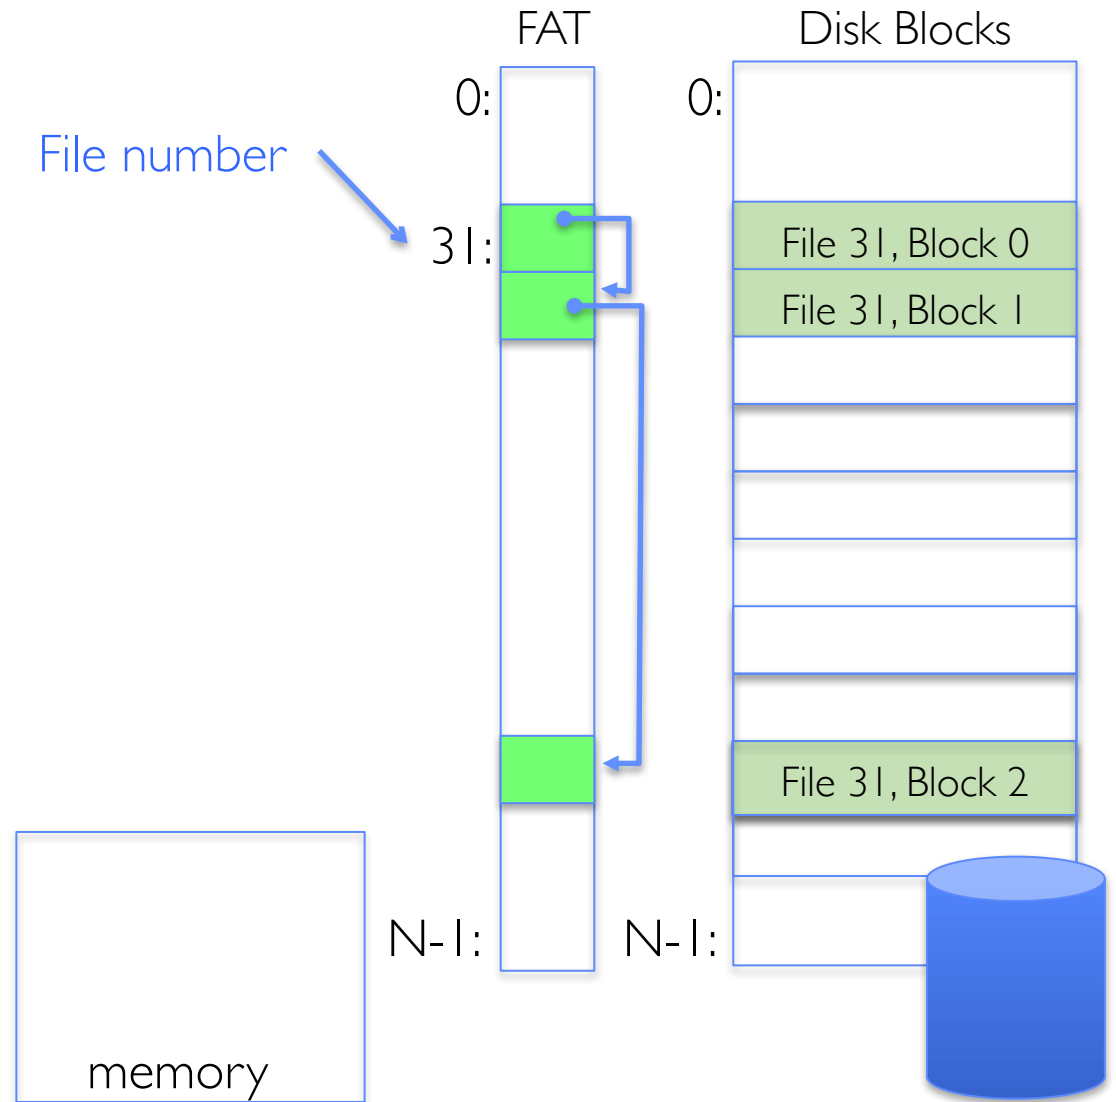 FAT
Disk Blocks
0:
0:
File number
31:
File 31, Block 0
File 31, Block 1
File 31, Block 2
N-1:
N-1:
memory